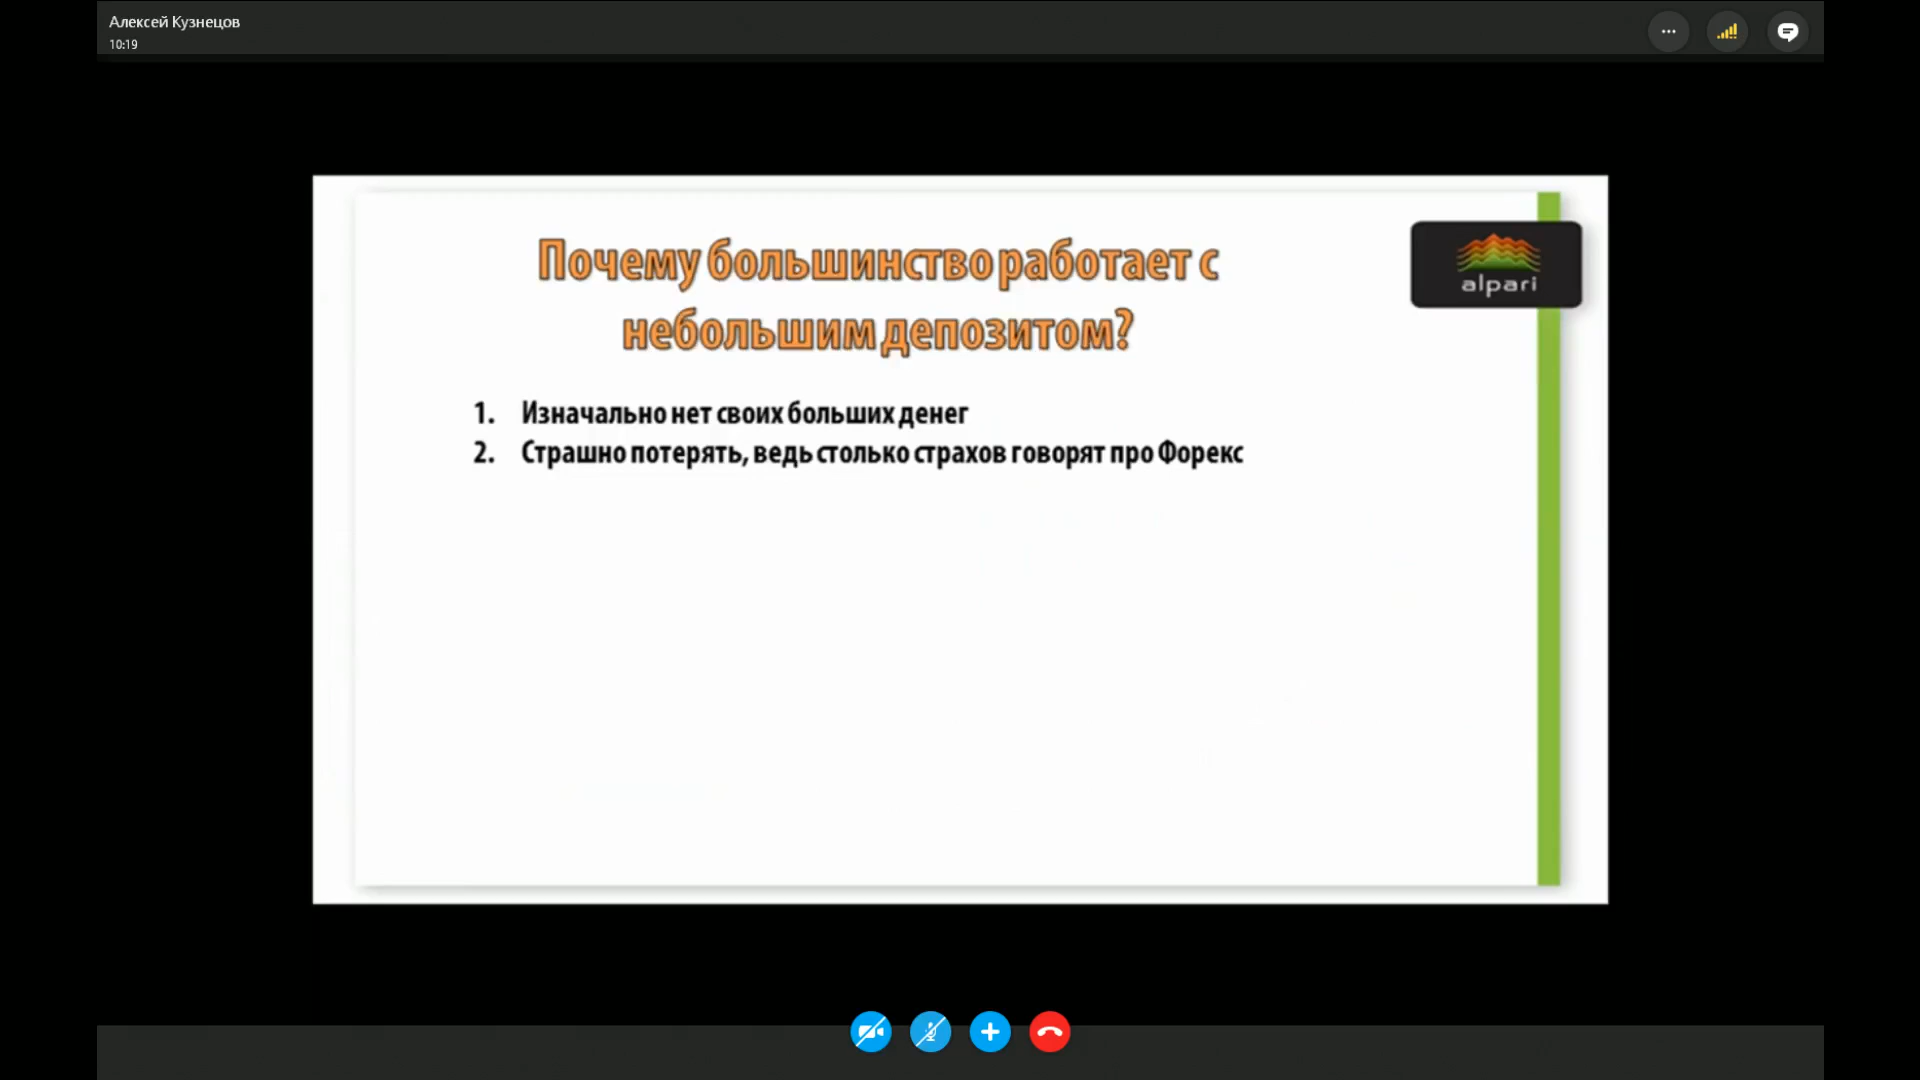 Алексей Кузнецов
10:19
Почему большинство работает с
небольшим депозитом?
alpari
1. Изначально нет своих больших денег
2. Страшно потерять, ведь столько страхов говорят про Форекс